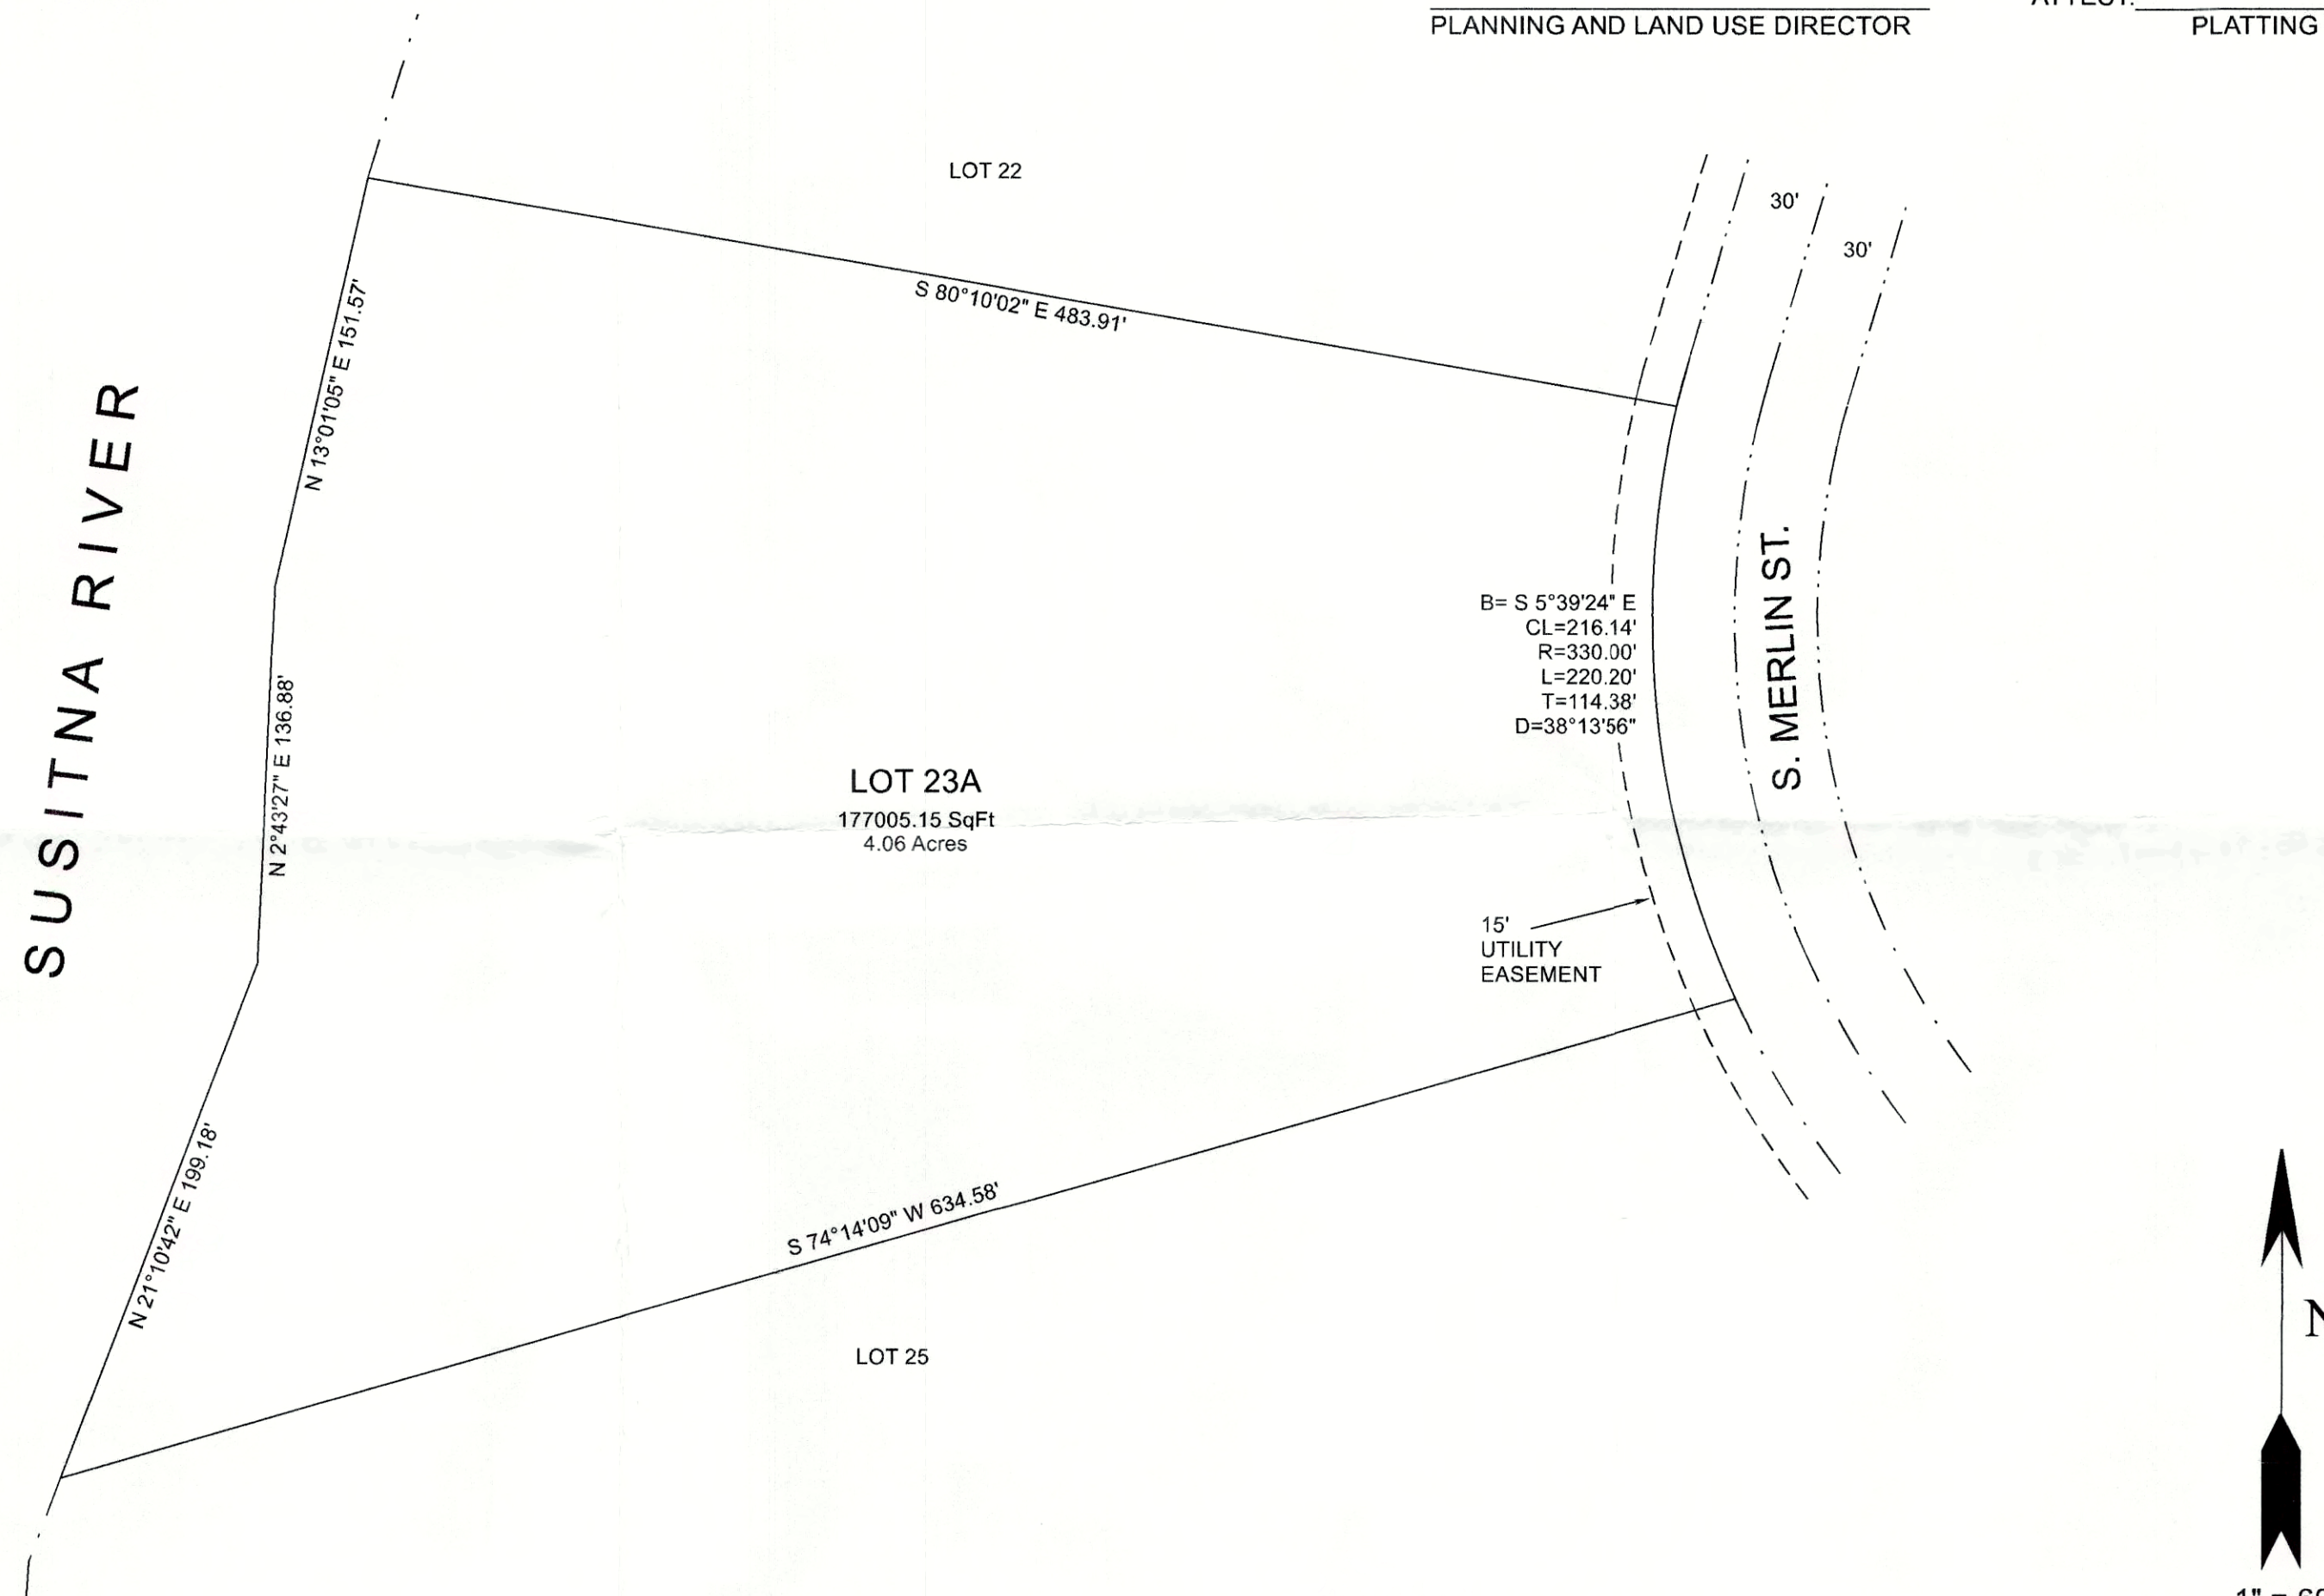 PLANNING AND LAND USE DIRECTOR
PLATTING
LOT 22
30'
30'
S 80°10'02" E 483.91'
N 13°01'05" E 151.57'
SUSITNA RIVER
B= S 5°39'24" E
CL=216.14'
R=330.00'
L=220.20'
T=114.38'
D=38°13'56"
S. MERLIN ST.
N 2°43'27" E 136.88'
LOT 23A
177005.15 SqFt
4.06 Acres
15'
UTILITY
EASEMENT
N 21°10'42" E 199.18'
S 74°14'09" W 634.58'
LOT 25
N